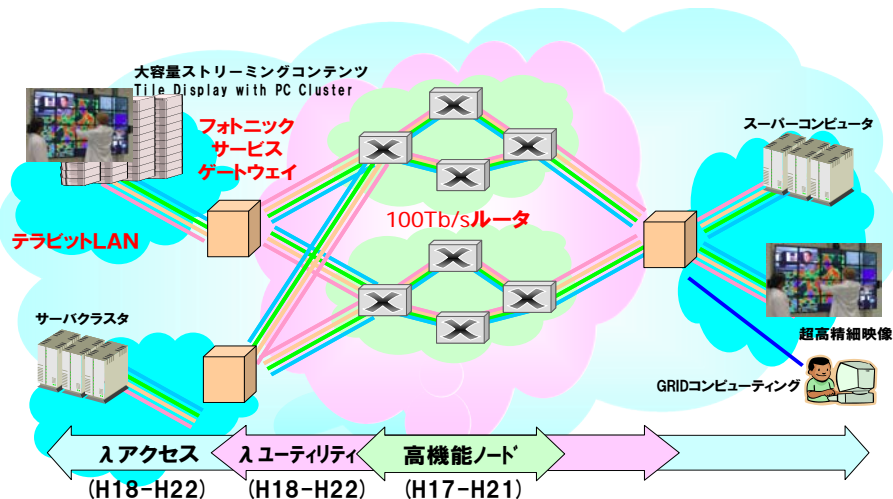 大容量ストリーミングコンテンツ
Tile Display with PC Cluster
フォトニック
サービス
ゲートウェイ
スーパーコンピュータ
テラビットLAN
100Tb/sルータ
サーバクラスタ
超高精細映像
GRIDコンピューティング
λアクセス
λユーティリティ
高機能ノード
(H18-H22)
(H18-H22)
(H17-H21)